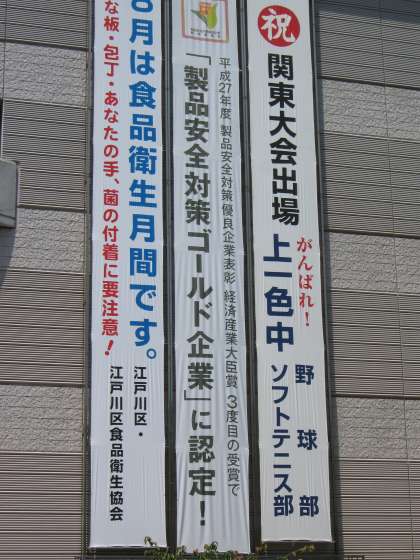 祝 関東大会出場
がんばれ！
上一色中 野球部
ソフトテニス部
平成27年度 製品安全対策優良企業表彰 経済産業大臣賞 3度目の受賞で
「製品安全対策ゴールド企業」に認定！
8月は食品衛生月間です。
な板・包丁・あなたの手、菌の付着に要注意！
江戸川区・
江戸川区食品衛生協会